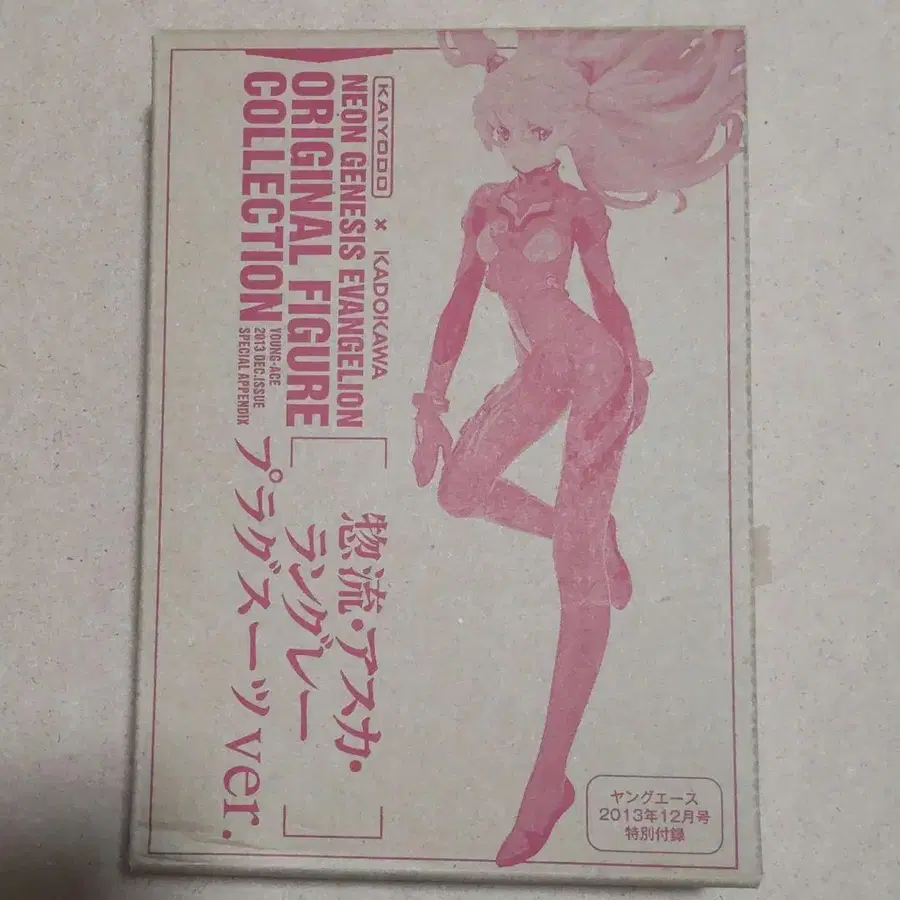 KAIYODO × KADOKAWA
NEON GENESIS EVANGELION
ORIGINAL FIGURE
COLLECTION
YOUNG-ACE
2013 DEC.ISSUE
SPECIAL APPENDIX
惣流・アスカ・
ラングレー
プラグスーツver.
ヤングエース
2013年12月号
特別付録